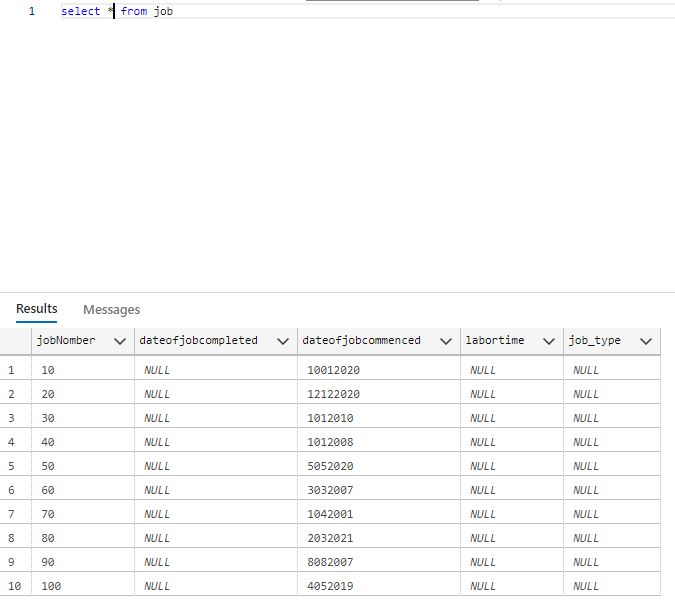 1 select * from job
Results Messages
jobNomber dateofjobcompleted dateofjobcommenced labortime job_type
1 10 NULL 10012020 NULL NULL
2 20 NULL 12122020 NULL NULL
3 30 NULL 1012010 NULL NULL
4 40 NULL 1012008 NULL NULL
5 50 NULL 5052020 NULL NULL
6 60 NULL 3032007 NULL NULL
7 70 NULL 1042001 NULL NULL
8 80 NULL 2032021 NULL NULL
9 90 NULL 8082007 NULL NULL
10 100 NULL 4052019 NULL NULL